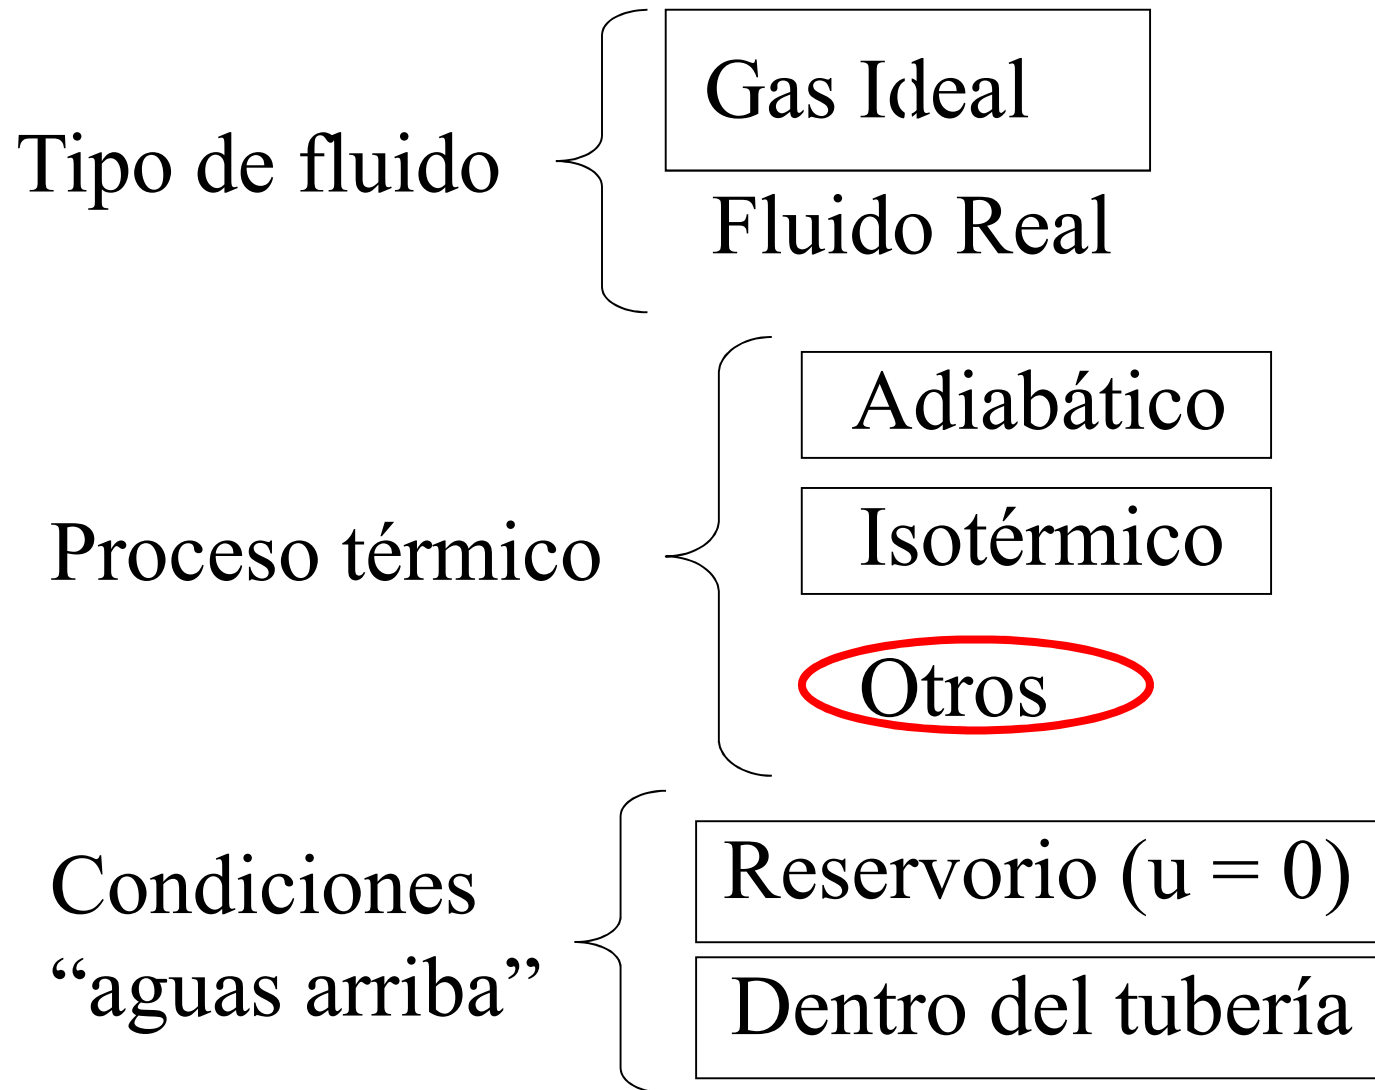 Gas Ideal
Tipo de fluido
Fluido Real
Adiabático
Isotérmico
Proceso térmico
Otros
Reservorio (u = 0)
Condiciones
“aguas arriba”
Dentro del tubería